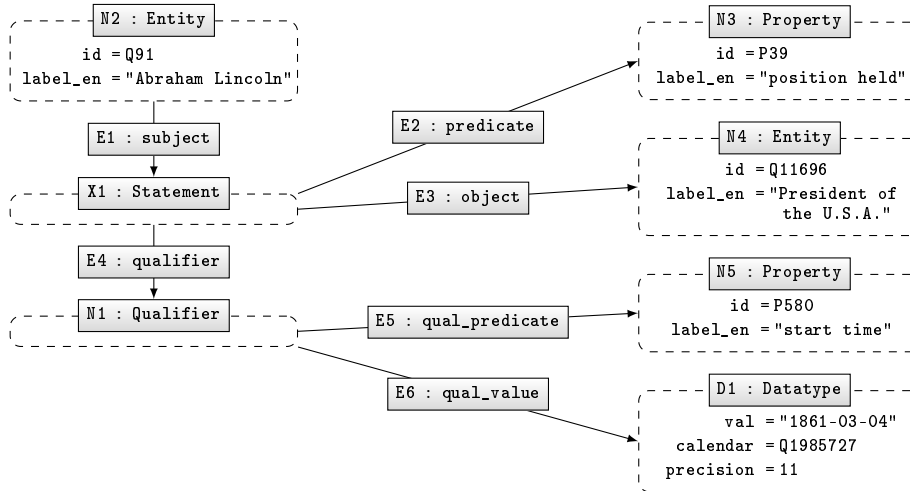 N2 : Entity
id = Q91
label_en = "Abraham Lincoln"
E1 : subject
X1 : Statement
E4 : qualifier
N1 : Qualifier
E2 : predicate
E3 : object
E5 : qual_predicate
E6 : qual_value
N3 : Property
id = P39
label_en = "position held"
N4 : Entity
id = Q11696
label_en = "President of
the U.S.A."
N5 : Property
id = P580
label_en = "start time"
D1 : Datatype
val = "1861-03-04"
calendar = Q1985727
precision = 11